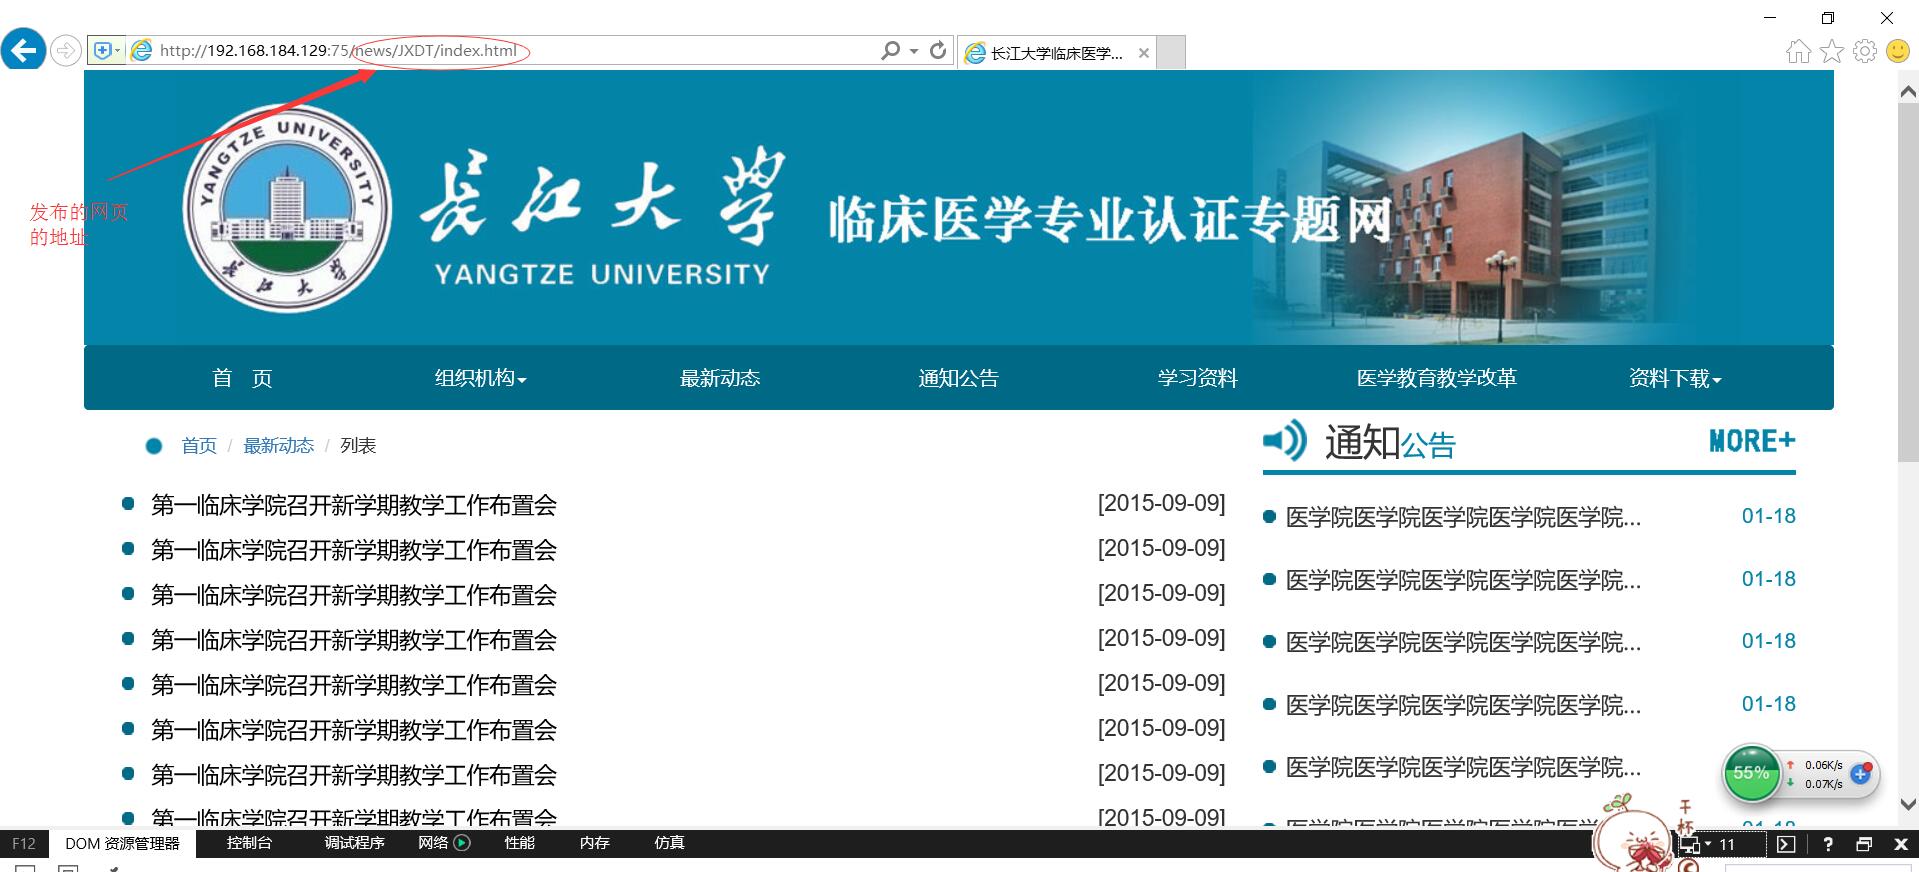 http://192.168.184.129:75/news/JXDT/index.html
长江大学临床医学...
发布的网页
的地址
YANGTZE UNIVERSITY
长江大学
长江大学
YANGTZE UNIVERSITY
临床医学专业认证专题网
首 页
组织机构
最新动态
通知公告
学习资料
医学教育教学改革
资料下载
首页 / 最新动态 / 列表
第一临床学院召开新学期教学工作布置会 [2015-09-09]
第一临床学院召开新学期教学工作布置会 [2015-09-09]
第一临床学院召开新学期教学工作布置会 [2015-09-09]
第一临床学院召开新学期教学工作布置会 [2015-09-09]
第一临床学院召开新学期教学工作布置会 [2015-09-09]
第一临床学院召开新学期教学工作布置会 [2015-09-09]
第一临床学院召开新学期教学工作布置会 [2015-09-09]
第一临床学院召开新学期教学工作布置会 [2015-09-09]
通知公告 MORE+
医学院医学院医学院医学院医学院... 01-18
医学院医学院医学院医学院医学院... 01-18
医学院医学院医学院医学院医学院... 01-18
医学院医学院医学院医学院医学院... 01-18
医学院医学院医学院医学院医学院...
55%
0.06K/s
0.07K/s
干杯
F12 DOM 资源管理器 控制台 调试程序 网络 性能 内存 仿真 11 ?